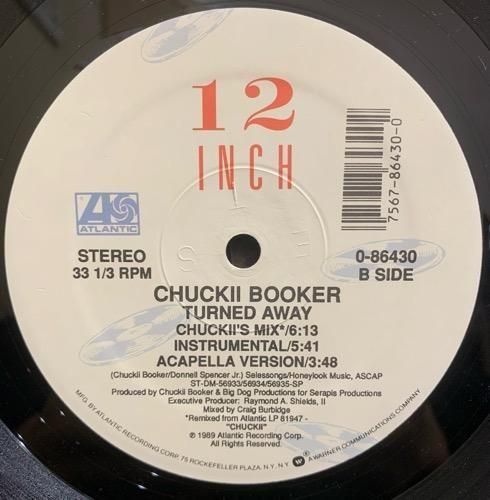 12
INCH
ATLANTIC
7567-86430-0
STEREO
33 1/3 RPM
0-86430
B SIDE
CHUCKII BOOKER
TURNED AWAY
CHUCKII'S MIX*/6:13
INSTRUMENTAL/5:41
ACAPELLA VERSION/3:48
(Chuckii Booker/Donnell Spencer Jr.) Selessongs/Honeylook Music, ASCAP
ST-DM-56933/56934/56935-SP
Produced by Chuckii Booker & Big Dog Productions for Serapis Productions
Executive Producer: Raymond A. Shields, II
Mixed by Craig Burbidge
*Remixed from Atlantic LP 81947 -
"CHUCKII"
℗ 1989 Atlantic Recording Corp.
All Rights Reserved.
MFG. BY ATLANTIC RECORDING CORP. 75 ROCKEFELLER PLAZA, N.Y. N.Y. A WARNER COMMUNICATIONS COMPANY